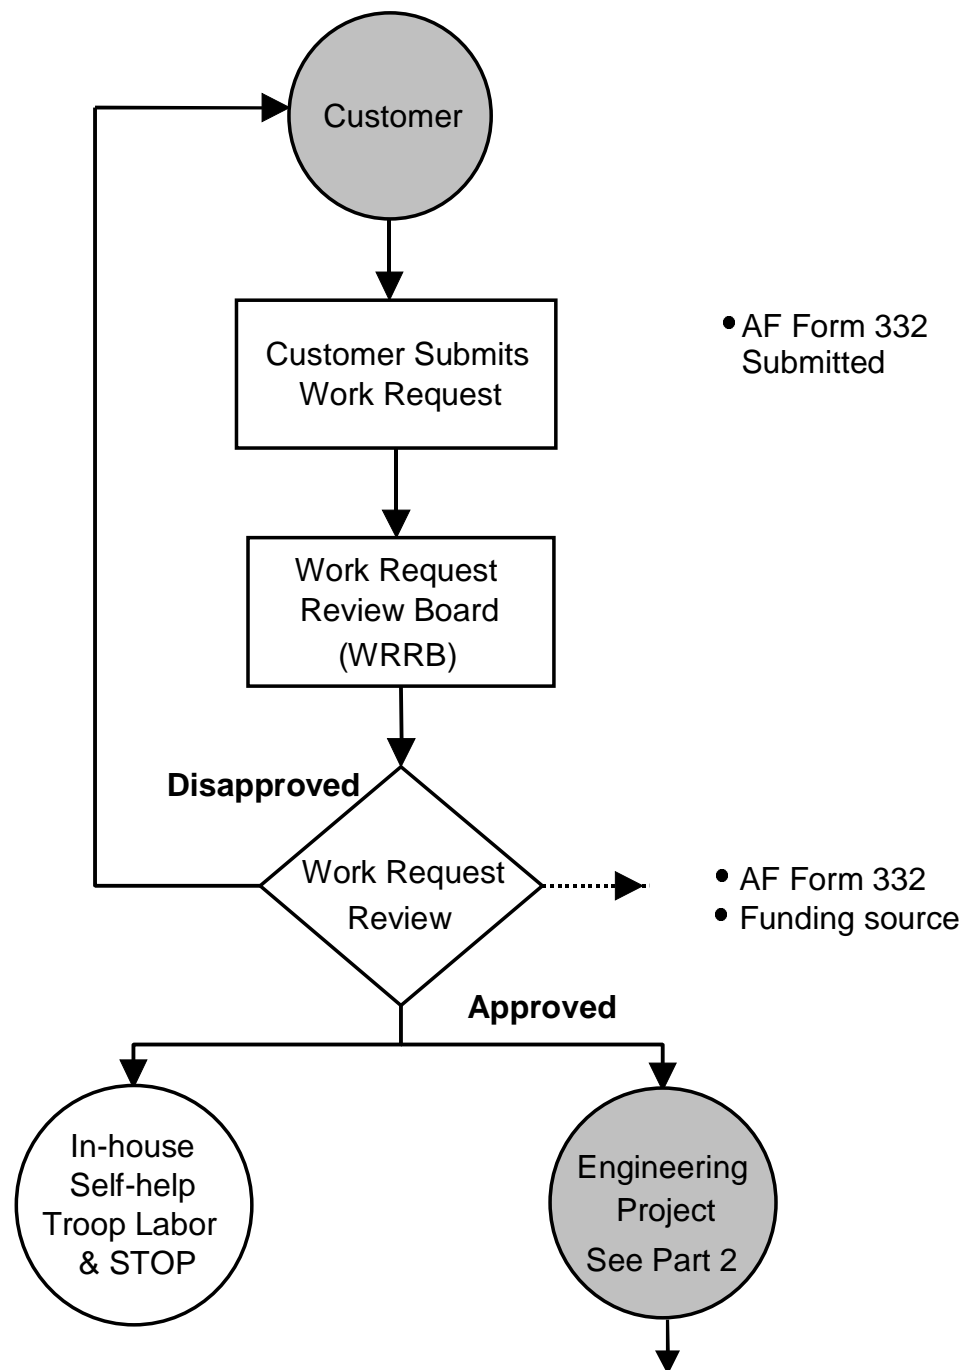 Customer
Customer Submits
Work Request
• AF Form 332
Submitted
Work Request
Review Board
(WRRB)
Disapproved
Work Request
Review
• AF Form 332
• Funding source
Approved
In-house
Self-help
Troop Labor
& STOP
Engineering
Project
See Part 2